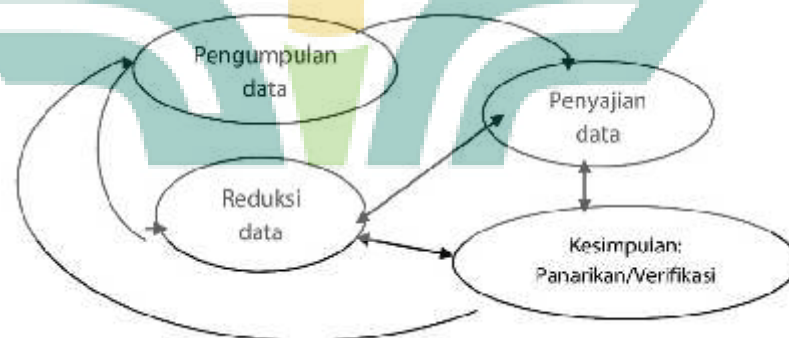 Pengumpulan
data
Penyajian
data
Reduksi
data
Kesimpulan:
Panarikan/Verifikasi